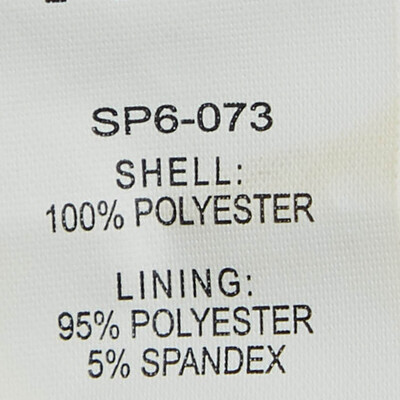 SP6-073
SHELL:
100% POLYESTER
LINING:
95% POLYESTER
5% SPANDEX